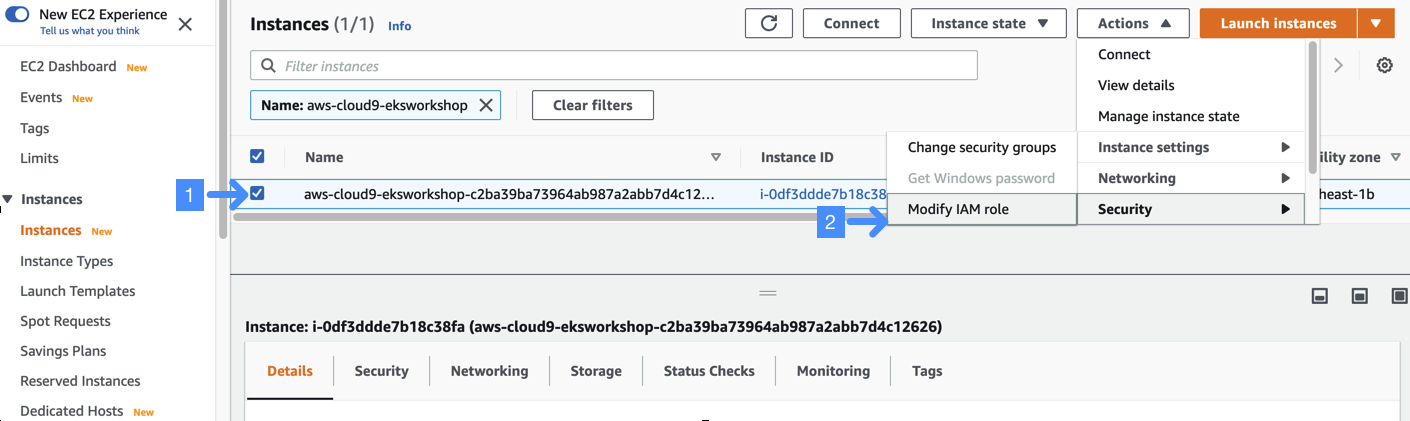 New EC2 Experience
Tell us what you think
EC2 Dashboard New
Events New
Tags
Limits
Instances
Instances New
Instance Types
Launch Templates
Spot Requests
Savings Plans
Reserved Instances
Dedicated Hosts New
Instances (1/1) Info
Connect
Instance state
Actions
Launch instances
Filter instances
Name: aws-cloud9-eksworkshop
Clear filters
Name
Instance ID
ility zone
1
aws-cloud9-eksworkshop-c2ba39ba73964ab987a2abb7d4c12...
i-0df3ddde7b18c38
heast-1b
Connect
View details
Manage instance state
Instance settings
Networking
Security
Change security groups
Get Windows password
Modify IAM role
2
Instance: i-0df3ddde7b18c38fa (aws-cloud9-eksworkshop-c2ba39ba73964ab987a2abb7d4c12626)
Details
Security
Networking
Storage
Status Checks
Monitoring
Tags